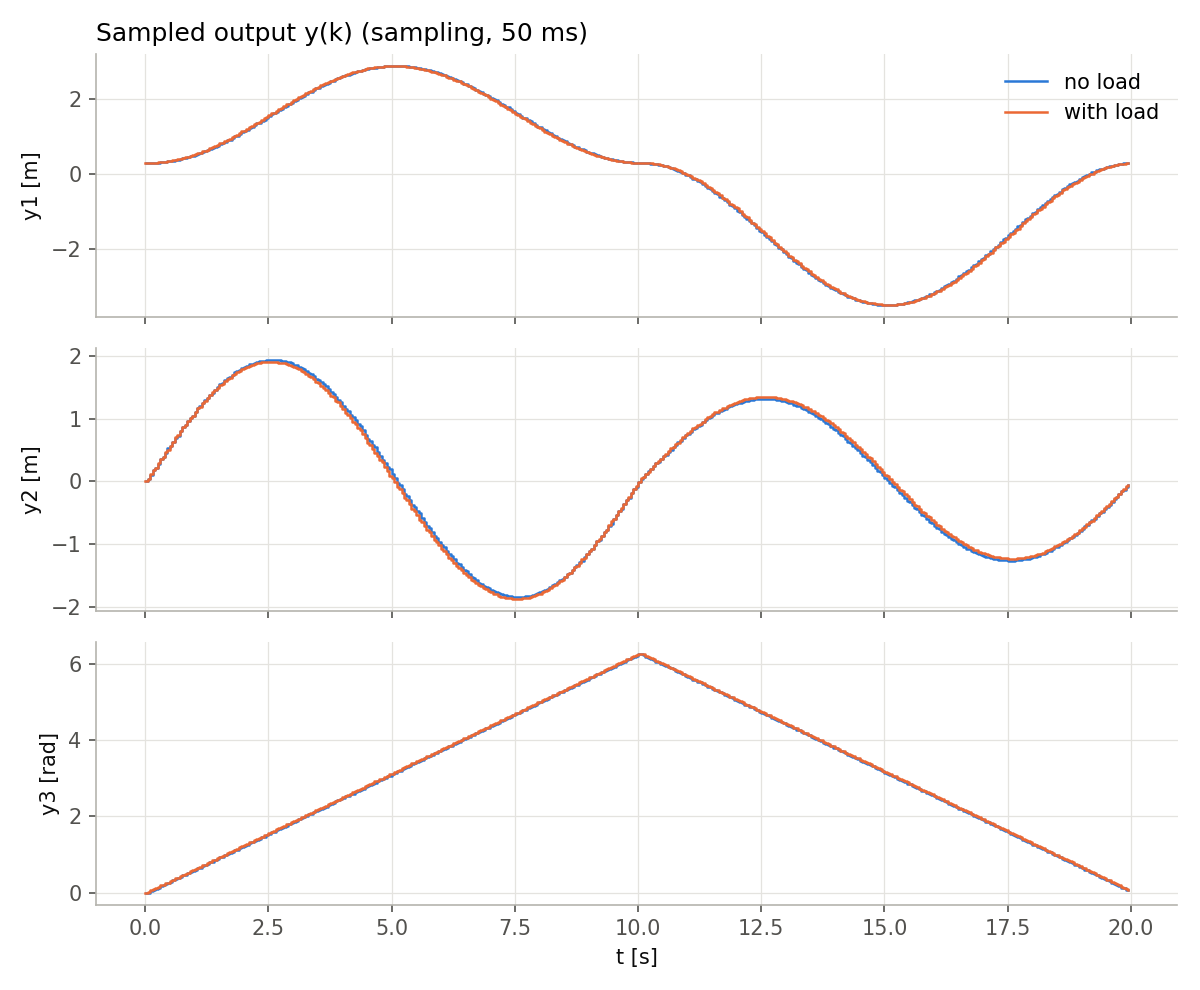 Sampled output y(k) (sampling, 50 ms)
no load
with load
y1 [m]
2
0
−2
y2 [m]
2
1
0
−1
−2
y3 [rad]
6
4
2
0
0.0 2.5 5.0 7.5 10.0 12.5 15.0 17.5 20.0
t [s]